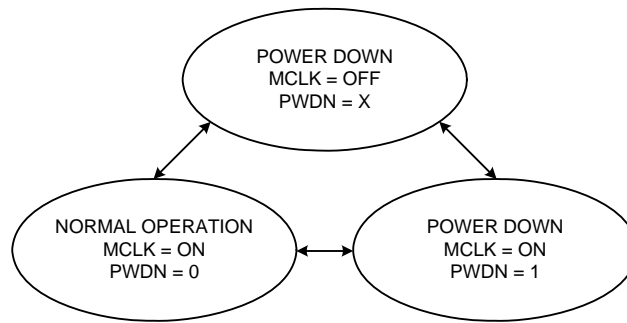 POWER DOWN
MCLK = OFF
PWDN = X
NORMAL OPERATION
MCLK = ON
PWDN = 0
POWER DOWN
MCLK = ON
PWDN = 1